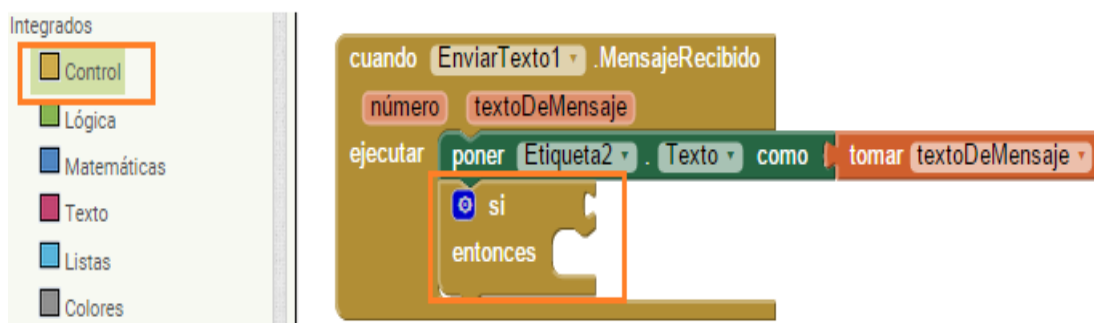 Integrados
Control
Lógica
Matemáticas
Texto
Listas
Colores
cuando EnviarTexto1 .MensajeRecibido
número textoDeMensaje
ejecutar poner Etiqueta2 . Texto como tomar textoDeMensaje
si
entonces